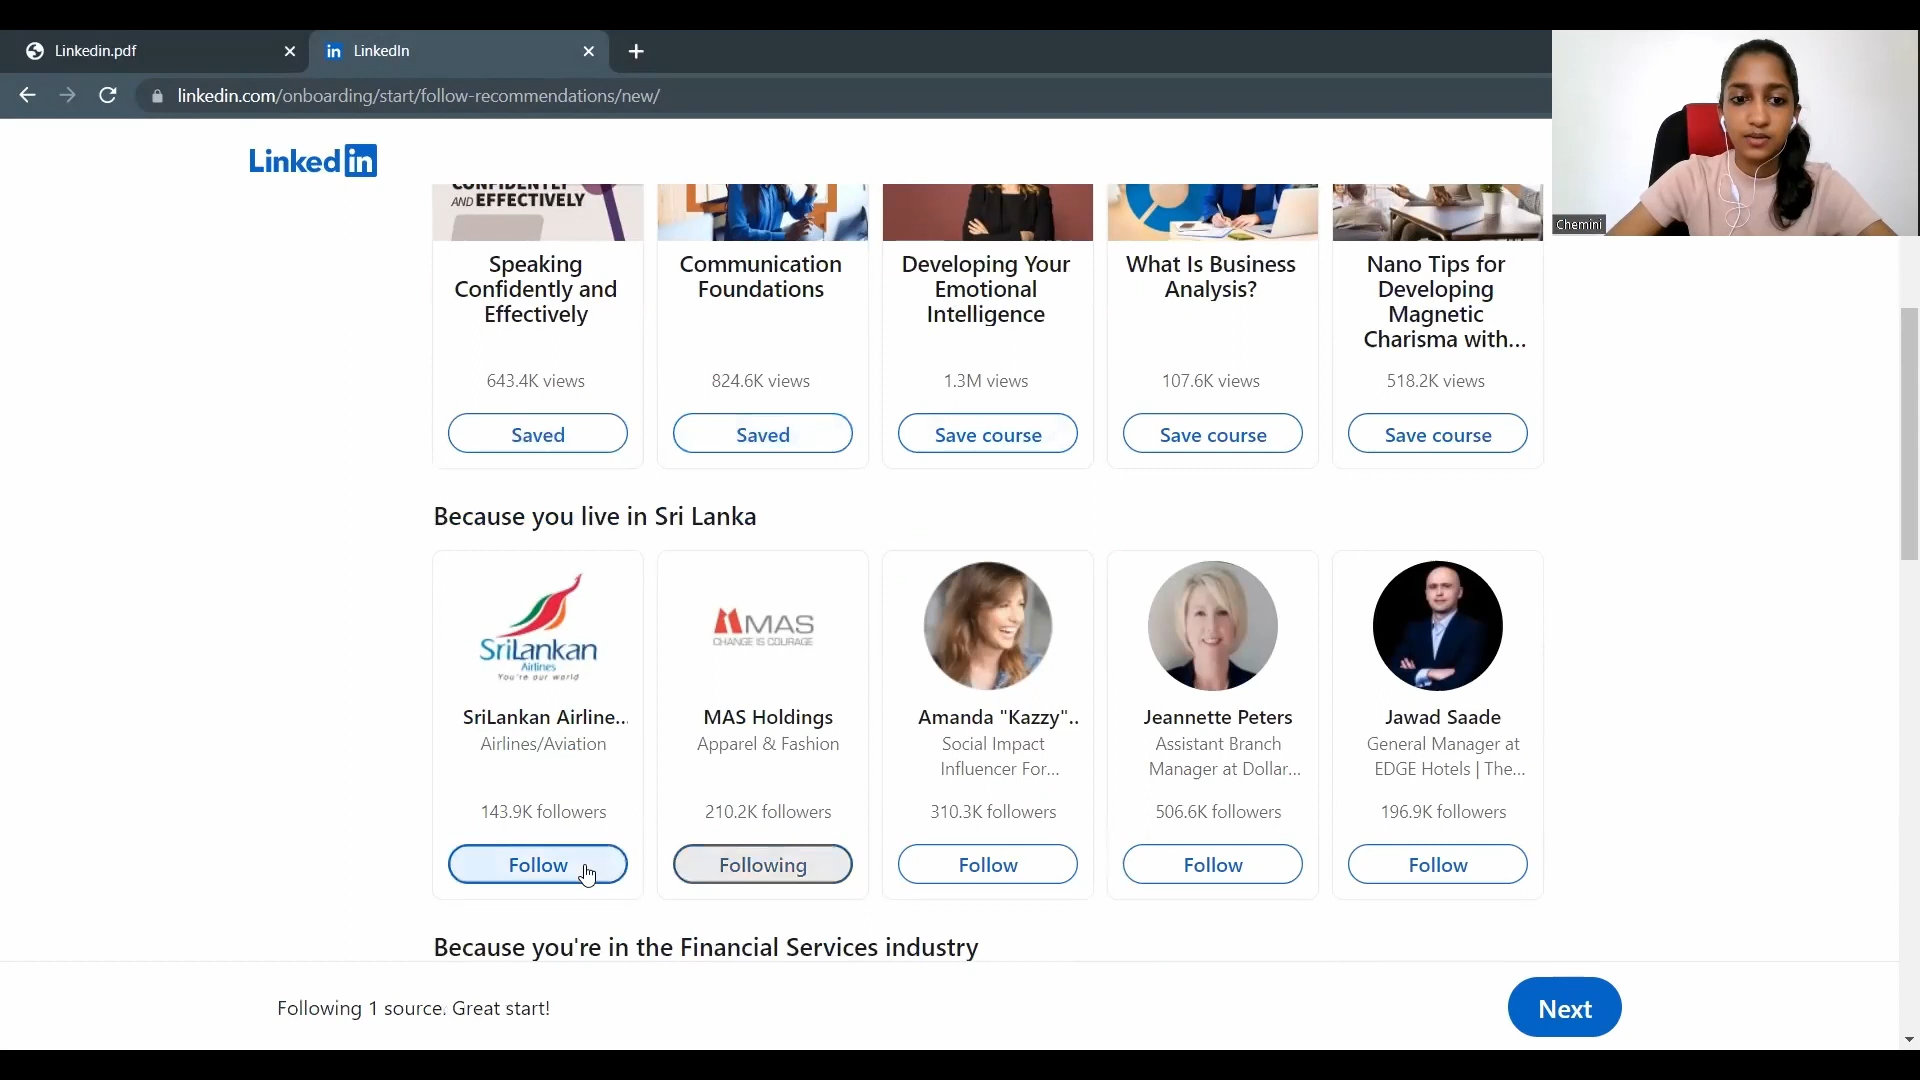 Linkedin.pdf
LinkedIn
linkedin.com/onboarding/start/follow-recommendations/new/
Chemini
Linkedin
CONFIDENTLY
AND EFFECTIVELY
Speaking
Confidently and
Effectively
643.4K views
Saved
Communication
Foundations
824.6K views
Saved
Developing Your
Emotional
Intelligence
1.3M views
Save course
What Is Business
Analysis?
107.6K views
Save course
Nano Tips for
Developing
Magnetic
Charisma with...
518.2K views
Save course
Because you live in Sri Lanka
SriLankan
Airlines
You're our world
SriLankan Airline...
Airlines/Aviation
143.9K followers
Follow
MAS
CHANGE IS COURAGE
MAS Holdings
Apparel & Fashion
210.2K followers
Following
Amanda "Kazzy"..
Social Impact
Influencer For...
310.3K followers
Follow
Jeannette Peters
Assistant Branch
Manager at Dollar...
506.6K followers
Follow
Jawad Saade
General Manager at
EDGE Hotels | The...
196.9K followers
Follow
Because you're in the Financial Services industry
Following 1 source. Great start!
Next